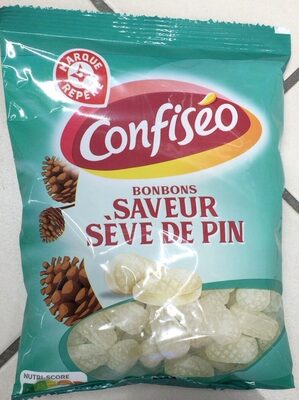 MARQUE
REPÈRE
Confiséo
BONBONS
SAVEUR
SÈVE DE PIN
NUTRI-SCORE